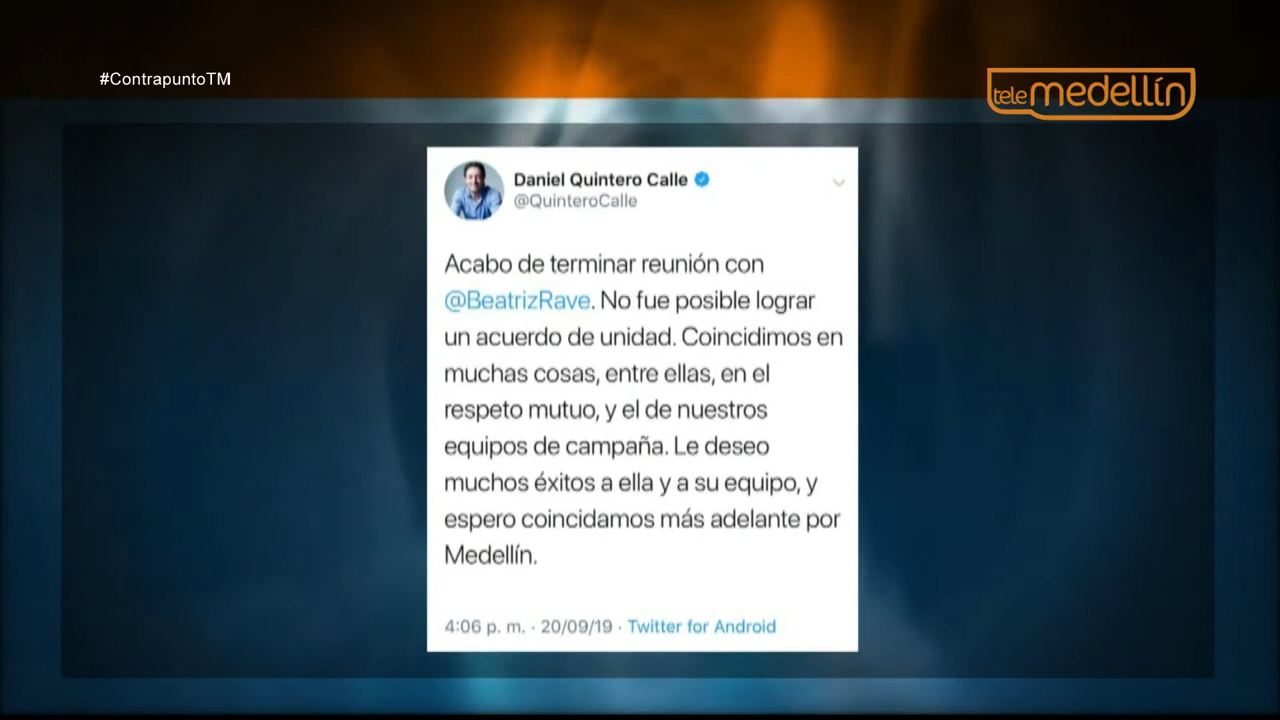 #ContrapuntoTM
tele medellín
Daniel Quintero Calle
@QuinteroCalle
Acabo de terminar reunión con
@BeatrizRave. No fue posible lograr
un acuerdo de unidad. Coincidimos en
muchas cosas, entre ellas, en el
respeto mutuo, y el de nuestros
equipos de campaña. Le deseo
muchos éxitos a ella y a su equipo, y
espero coincidamos más adelante por
Medellín.
4:06 p. m. · 20/09/19 · Twitter for Android